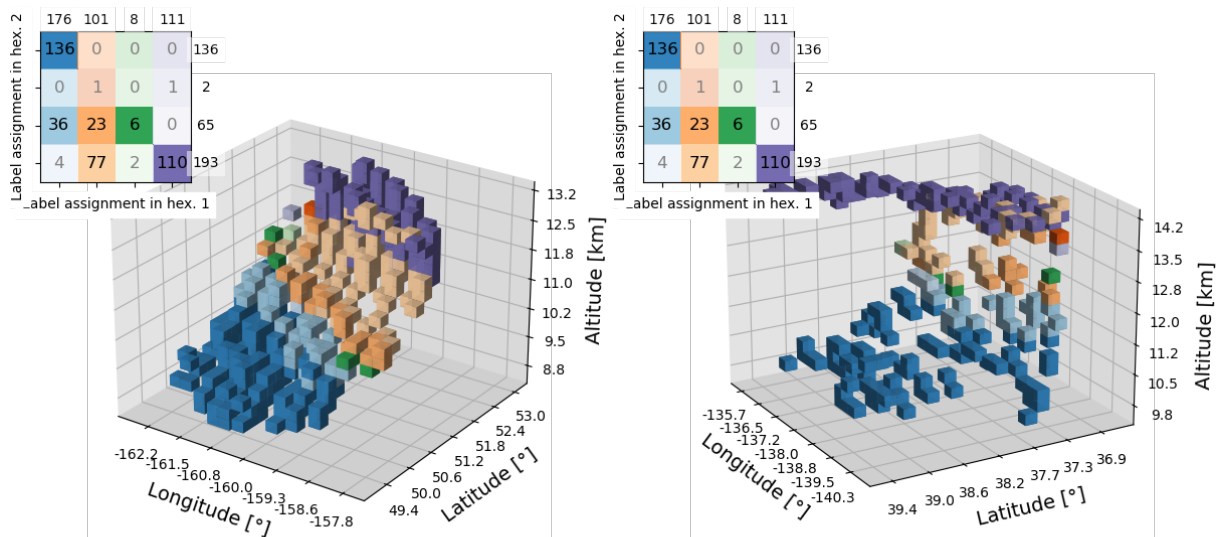 176 101 8 111
Label assignment in hex. 2
136 0 0 0 136
0 1 0 1 2
36 23 6 0 65
4 77 2 110 193
Label assignment in hex. 1
13.2
12.5
11.8
11.0
10.2
9.5
8.8
Altitude [km]
53.0
52.4
51.8
51.2
50.6
50.0
49.4
Latitude [°]
-162.2
-161.5
-160.8
-160.0
-159.3
-158.6
-157.8
Longitude [°]
176 101 8 111
Label assignment in hex. 2
136 0 0 0 136
0 1 0 1 2
36 23 6 0 65
4 77 2 110 193
Label assignment in hex. 1
14.2
13.5
12.8
12.0
11.2
10.5
9.8
Altitude [km]
-135.7
-136.5
-137.2
-138.0
-138.8
-139.5
-140.3
Longitude [°]
39.4
39.0
38.6
38.2
37.7
37.3
36.9
Latitude [°]